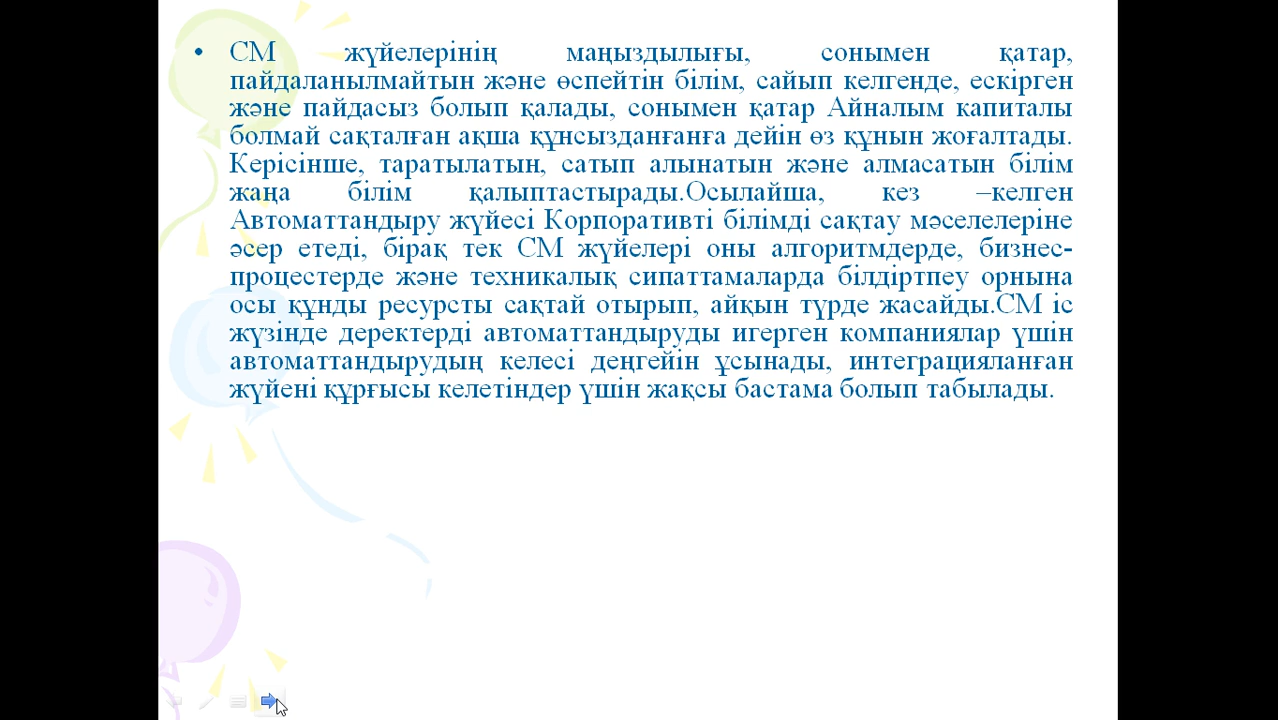 • СМ жүйелерінің маңыздылығы, сонымен қатар,
пайдаланылмайтын және өспейтін білім, сайып келгенде, ескірген
және пайдасыз болып қалады, сонымен қатар Айналым капиталы
болмай сақталған ақша құнсызданғанға дейін өз құнын жоғалтады.
Керісінше, таратылатын, сатып алынатын және алмасатын білім
жаңа білім қалыптастырады.Осылайша, кез –келген
Автоматтандыру жүйесі Корпоративті білімді сақтау мәселелеріне
әсер етеді, бірақ тек СМ жүйелері оны алгоритмдерде, бизнес-
процестерде және техникалық сипаттамаларда білдіртпеу орнына
осы құнды ресурсты сақтай отырып, айқын түрде жасайды.СМ іс
жүзінде деректерді автоматтандыруды игерген компаниялар үшін
автоматтандырудың келесі деңгейін ұсынады, интеграцияланған
жүйені құрғысы келетіндер үшін жақсы бастама болып табылады.